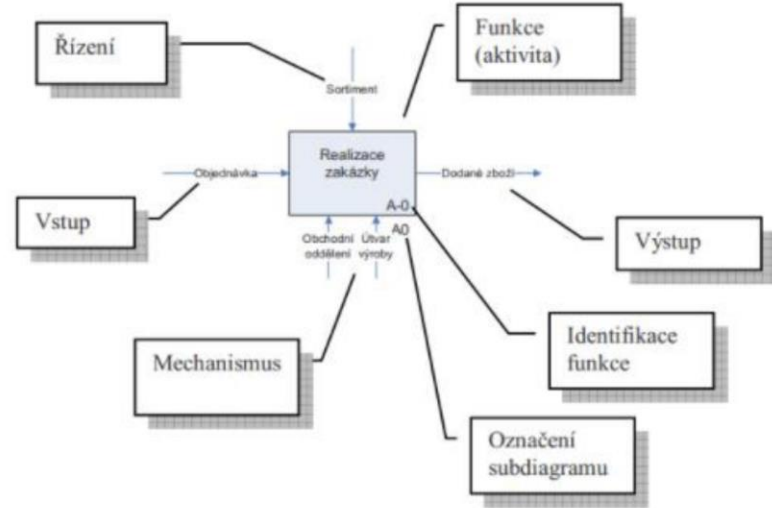 Řízení
Funkce
(aktivita)
Sortiment
Realizace
zakázky
Objednávka
Dodané zboží
Vstup
A-0
A0
Obchodní
oddělení
Útvar
výroby
Výstup
Mechanismus
Identifikace
funkce
Označení
subdiagramu